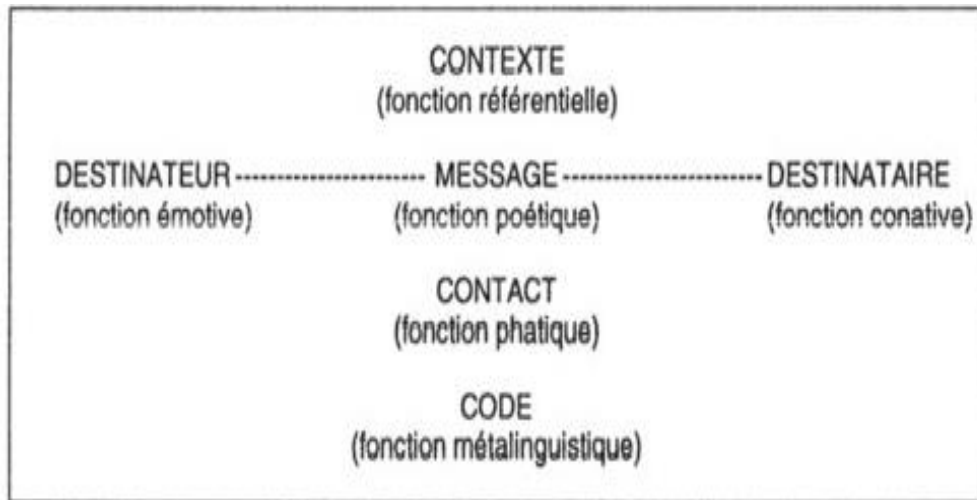 CONTEXTE
(fonction référentielle)
DESTINATEUR ----------------------- MESSAGE ------------------------ DESTINATAIRE
(fonction émotive) (fonction poétique) (fonction conative)
CONTACT
(fonction phatique)
CODE
(fonction métalinguistique)